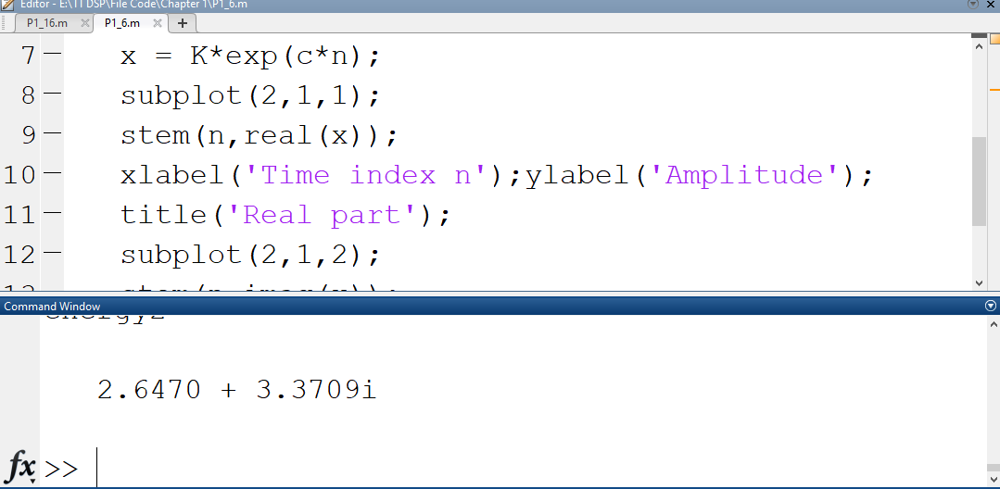 Editor - E:\TT DSP\File Code\Chapter 1\P1_6.m
P1_16.m × P1_6.m × +
7 — x = K*exp(c*n);
8 — subplot(2,1,1);
9 — stem(n,real(x));
10 — xlabel('Time index n');ylabel('Amplitude');
11 — title('Real part');
12 — subplot(2,1,2);
Command Window
2.6470 + 3.3709i
fx >>